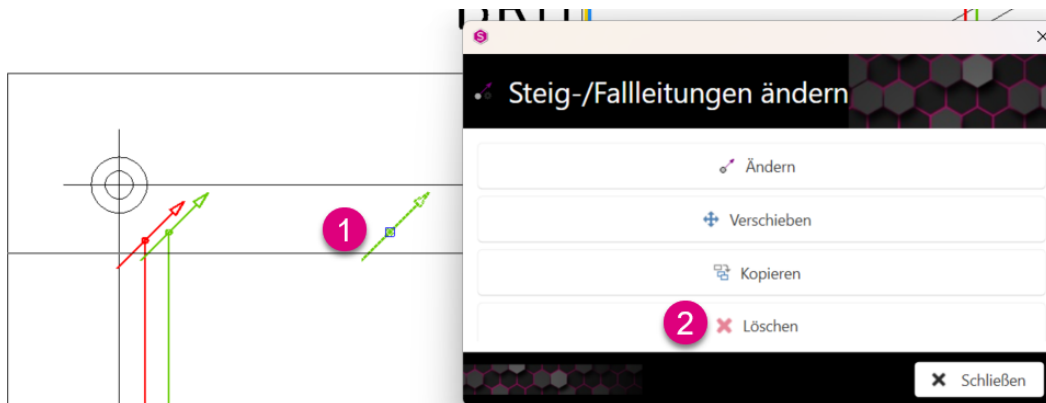 S
Steig-/Fallleitungen ändern
Ändern
1
Verschieben
Kopieren
2
Löschen
Schließen